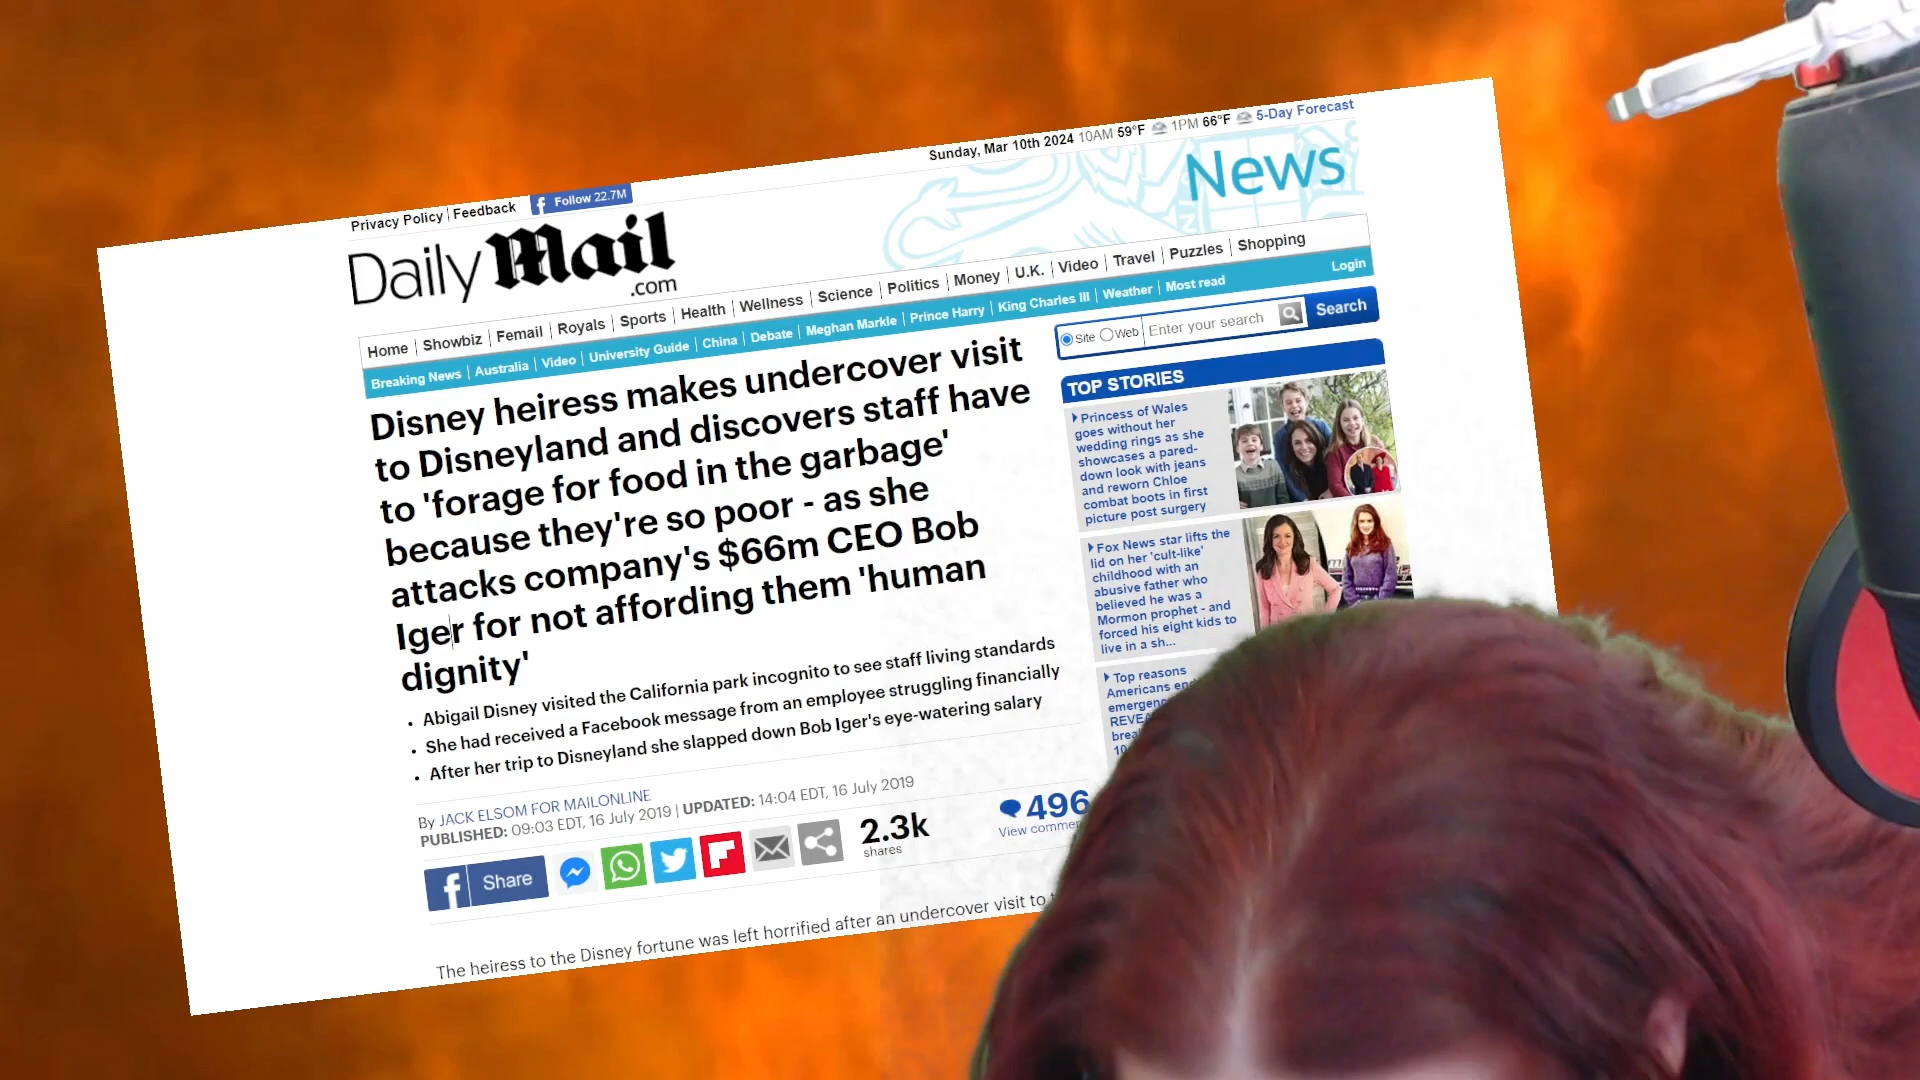 Sunday, Mar 10th 2024 10AM 59°F 1PM 66°F 5-Day Forecast
Privacy Policy | Feedback Follow 22.7M
Daily Mail
.com
News
Home | Showbiz | Femail | Royals | Sports | Health | Wellness | Science | Politics | Money | U.K. | Video | Travel | Puzzles | Shopping
Breaking News | Australia | Video | University Guide | China | Debate | Meghan Markle | Prince Harry | King Charles III | Weather | Most read
Login
Site Web Enter your search Search
Disney heiress makes undercover visit
to Disneyland and discovers staff have
to 'forage for food in the garbage'
because they're so poor - as she
attacks company's $66m CEO Bob
Iger for not affording them 'human
dignity'
• Abigail Disney visited the California park incognito to see staff living standards
• She had received a Facebook message from an employee struggling financially
• After her trip to Disneyland she slapped down Bob Iger's eye-watering salary
By JACK ELSOM FOR MAILONLINE
PUBLISHED: 09:03 EDT, 16 July 2019 | UPDATED: 14:04 EDT, 16 July 2019
Share
2.3k
shares
496
View
The heiress to the Disney fortune was left horrified after an undercover visit to
TOP STORIES
Princess of Wales
goes without her
wedding rings as she
showcases a pared-
down look with jeans
and reworn Chloe
combat boots in first
picture post surgery
Fox News star lifts the
lid on her 'cult-like'
childhood with an
abusive father who
believed he was a
Mormon prophet - and
forced his eight kids to
live in a sh...
Top reasons
Americans